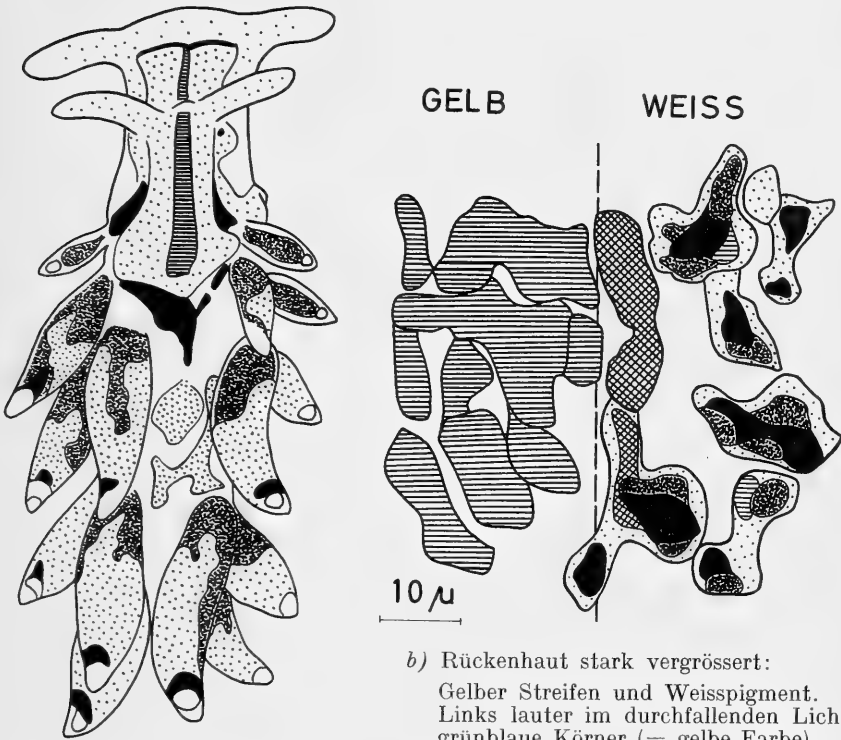 GELB WEISS
10 µ
b) Rückenhaut stark vergrössert:
Gelber Streifen und Weisspigment.
Links lauter im durchfallenden Lich
grünblaue Körner (= gelbe Farbe)